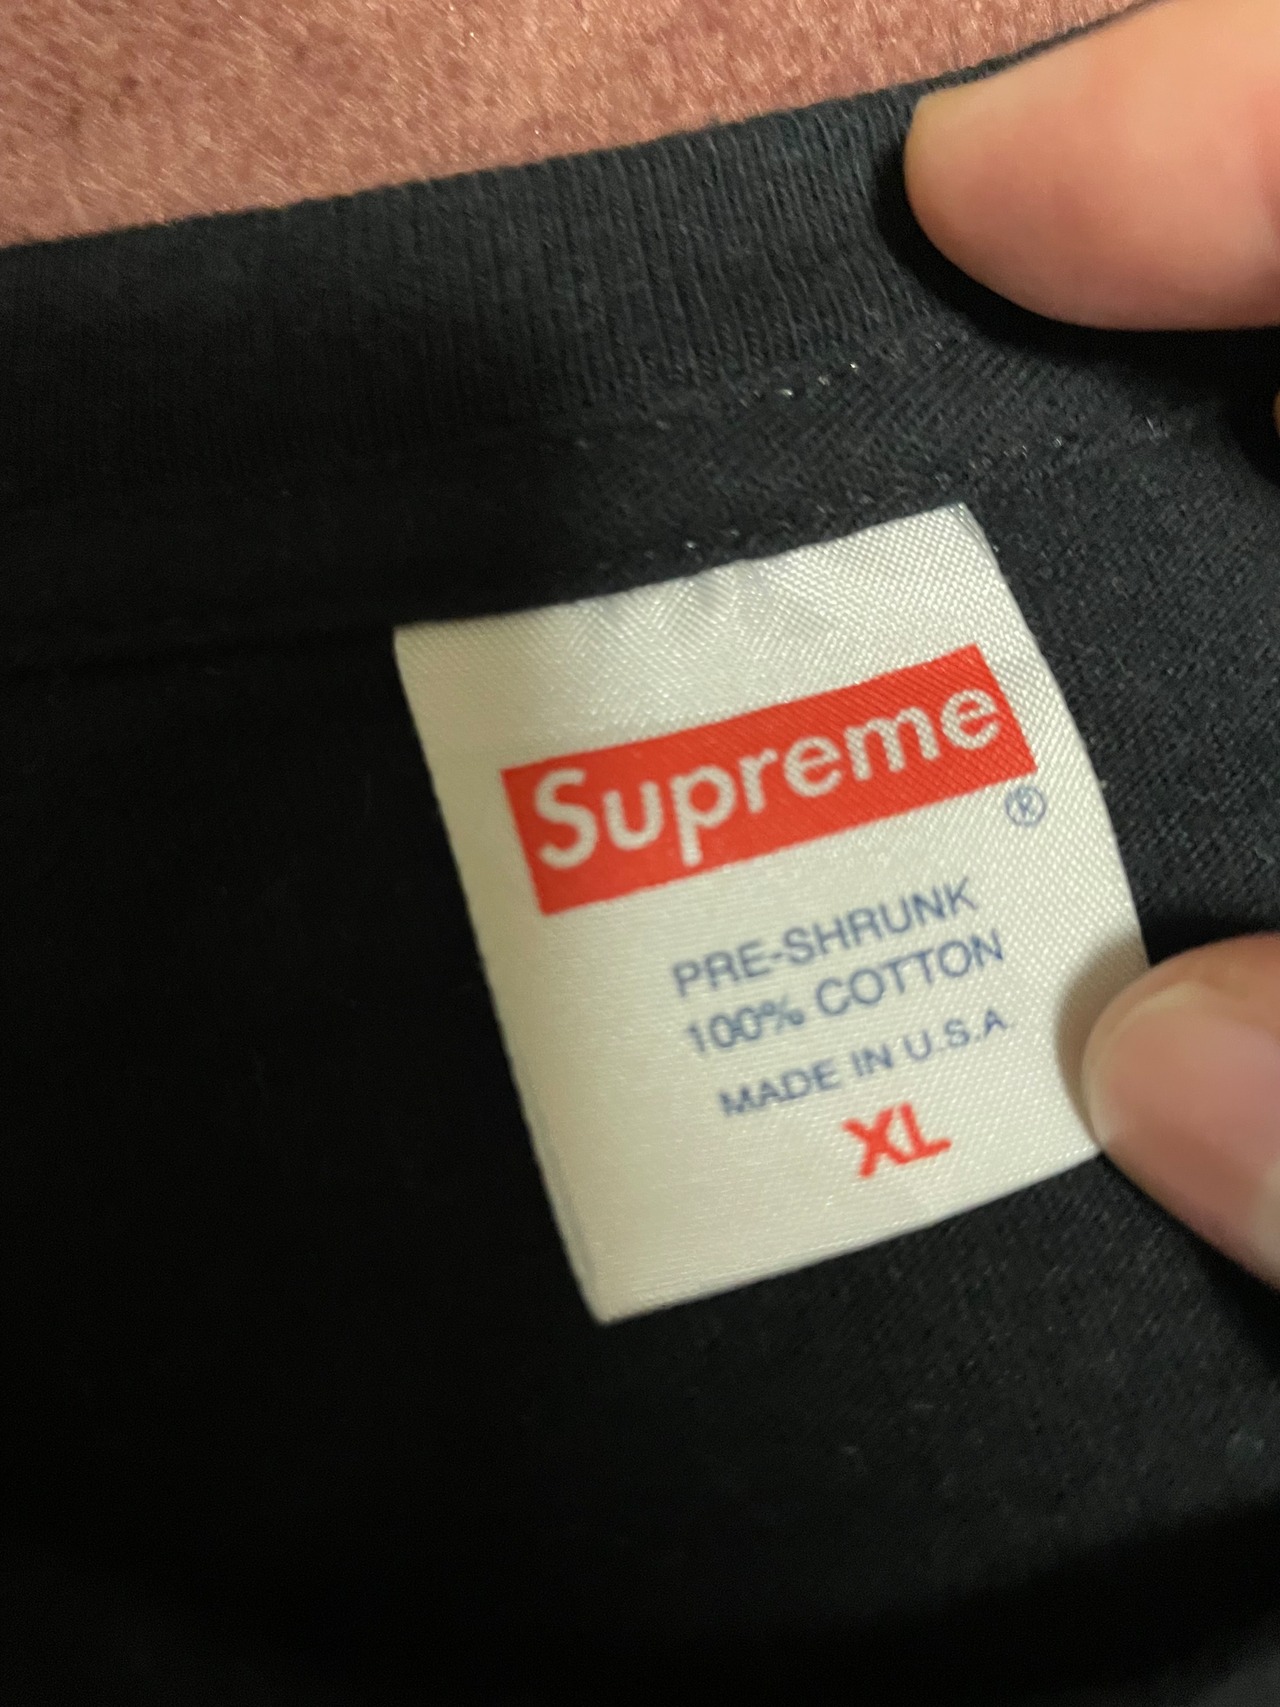 Supreme
®
PRE-SHRUNK
100% COTTON
MADE IN U.S.A
XL